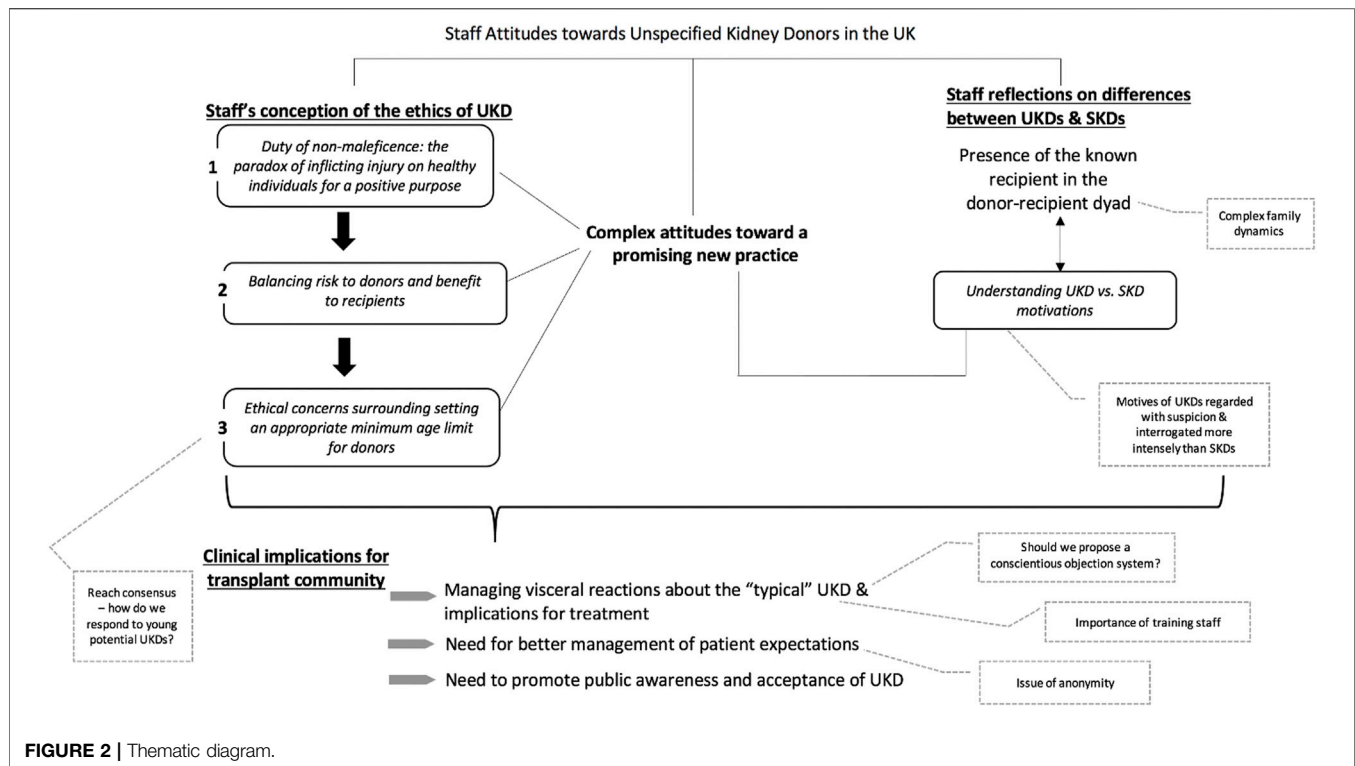 Staff Attitudes towards Unspecified Kidney Donors in the UK
Staff's conception of the ethics of UKD
1
Duty of non-maleficence: the
paradox of inflicting injury on healthy
individuals for a positive purpose
2
Balancing risk to donors and benefit
to recipients
3
Ethical concerns surrounding setting
an appropriate minimum age limit
for donors
Reach consensus
– how do we
respond to young
potential UKDs?
Complex attitudes toward a
promising new practice
Staff reflections on differences
between UKDs & SKDs
Presence of the known
recipient in the
donor-recipient dyad
Complex family
dynamics
Understanding UKD vs. SKD
motivations
Motives of UKDs regarded
with suspicion &
interrogated more
intensely than SKDs
Clinical implications for
transplant community
Managing visceral reactions about the “typical” UKD &
implications for treatment
Should we propose a
conscientious objection system?
Importance of training staff
Need for better management of patient expectations
Issue of anonymity
Need to promote public awareness and acceptance of UKD
FIGURE 2 | Thematic diagram.